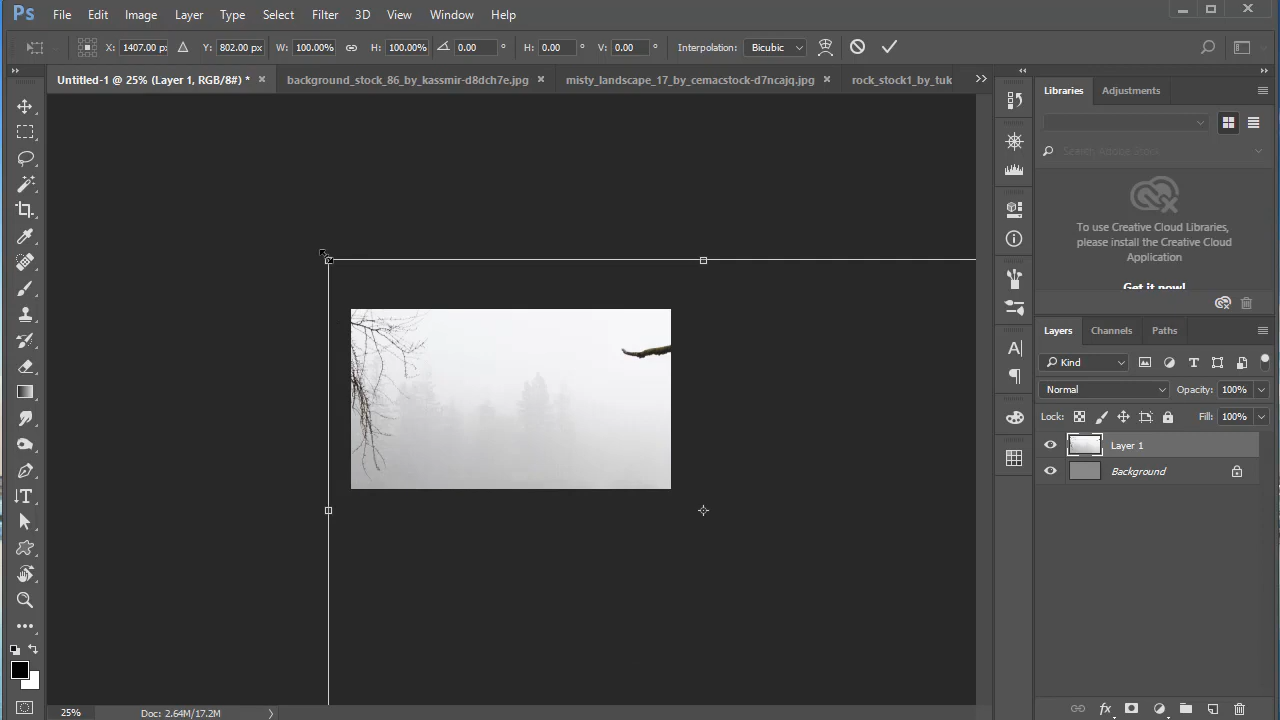 Ps File Edit Image Layer Type Select Filter 3D View Window Help
X: 1407.00 px Y: 802.00 px W: 100.00% H: 100.00% 0.00 ° H: 0.00 ° V: 0.00 ° Interpolation: Bicubic
Untitled-1 @ 25% (Layer 1, RGB/8#) * × background_stock_86_by_kassmir-d8dch7e.jpg × misty_landscape_17_by_cemacstock-d7ncajq.jpg × rock_stock1_by_tuk
Libraries Adjustments
Search Adobe Stock
To use Creative Cloud Libraries,
please install the Creative Cloud
Application
Get it now!
Layers Channels Paths
Kind
Normal Opacity: 100%
Lock: Fill: 100%
Layer 1
Background
25% Doc: 2.64M/17.2M